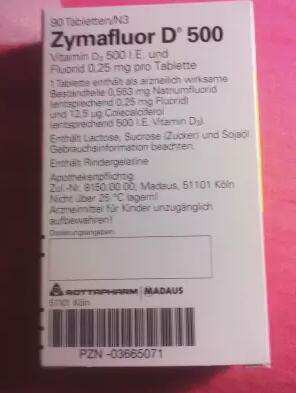 90 Tabletten/N3
Zymafluor D® 500
Vitamin D₃ 500 I.E. und
Fluorid 0,25 mg pro Tablette
1 Tablette enthält als arzneilich wirksame
Bestandteile 0,553 mg Natriumfluorid
(entsprechend 0,25 mg Fluorid)
und 12,5 µg Colecalciferol
(entsprechend 500 I.E. Vitamin D₃).
Enthält Lactose, Sucrose (Zucker) und Sojaöl.
Gebrauchsinformation beachten.
Enthält Rindergelatine
Apothekenpflichtig
Zul.-Nr. 8150.00.00, Madaus, 51101 Köln
Nicht über 25 °C lagern!
Arzneimittel für Kinder unzugänglich
aufbewahren!
Dosierungsangaben:
ROTTAPHARM MADAUS
51101 Köln
PZN -03665071